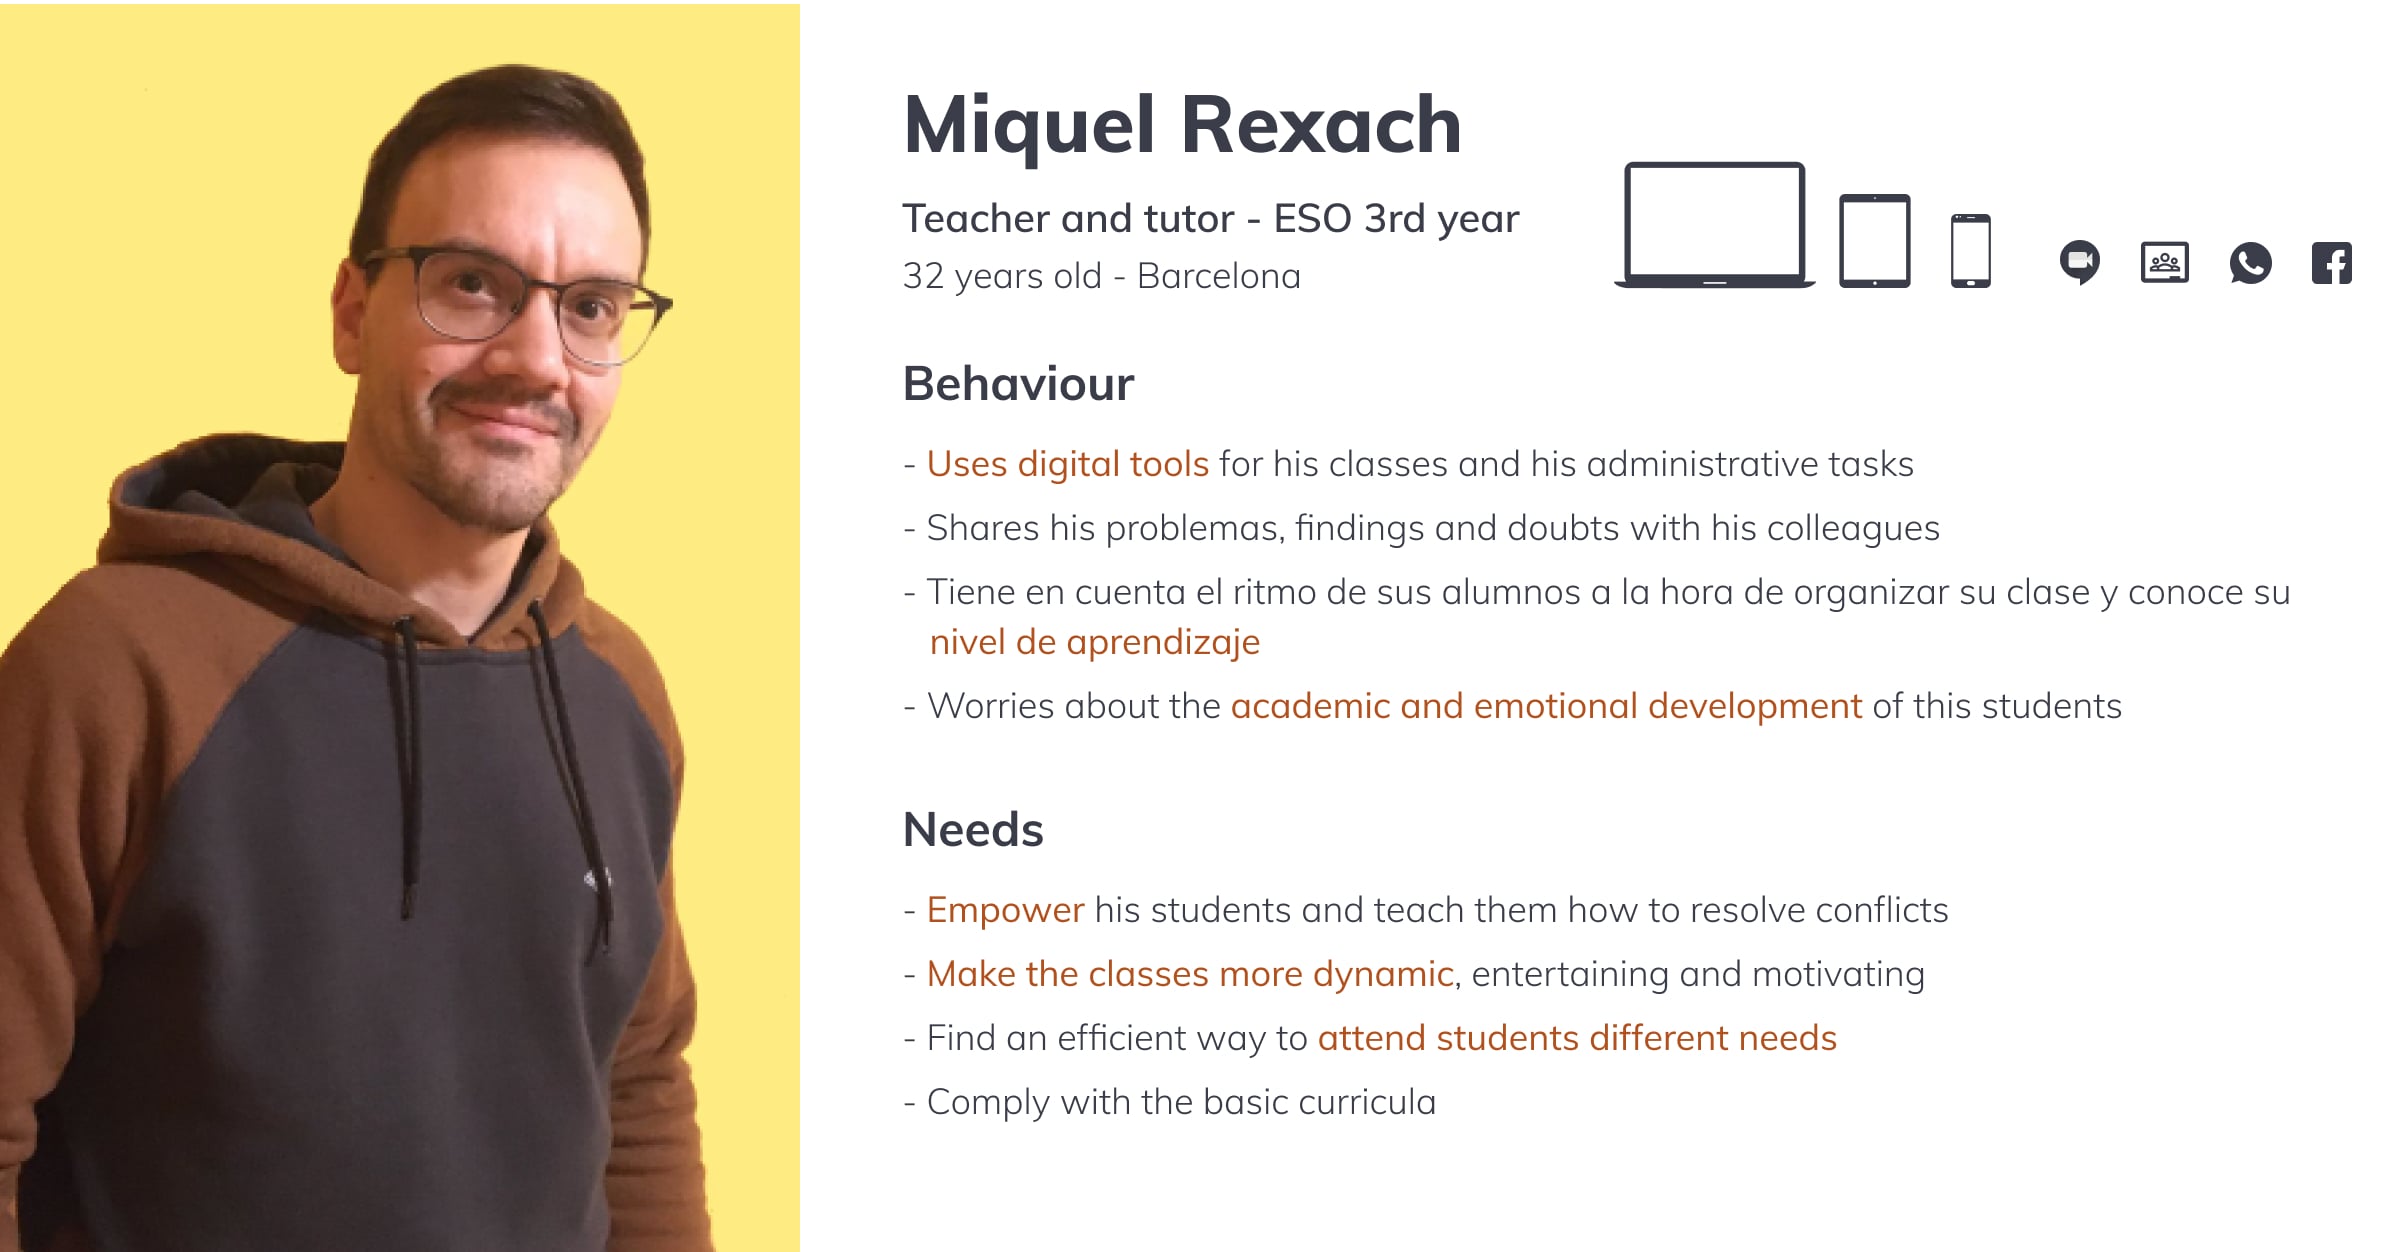 Miquel Rexach
Teacher and tutor - ESO 3rd year
32 years old - Barcelona
Behaviour
- Uses digital tools for his classes and his administrative tasks
- Shares his problemas, findings and doubts with his colleagues
- Tiene en cuenta el ritmo de sus alumnos a la hora de organizar su clase y conoce su
nivel de aprendizaje
- Worries about the academic and emotional development of this students
Needs
- Empower his students and teach them how to resolve conflicts
- Make the classes more dynamic, entertaining and motivating
- Find an efficient way to attend students different needs
- Comply with the basic curricula